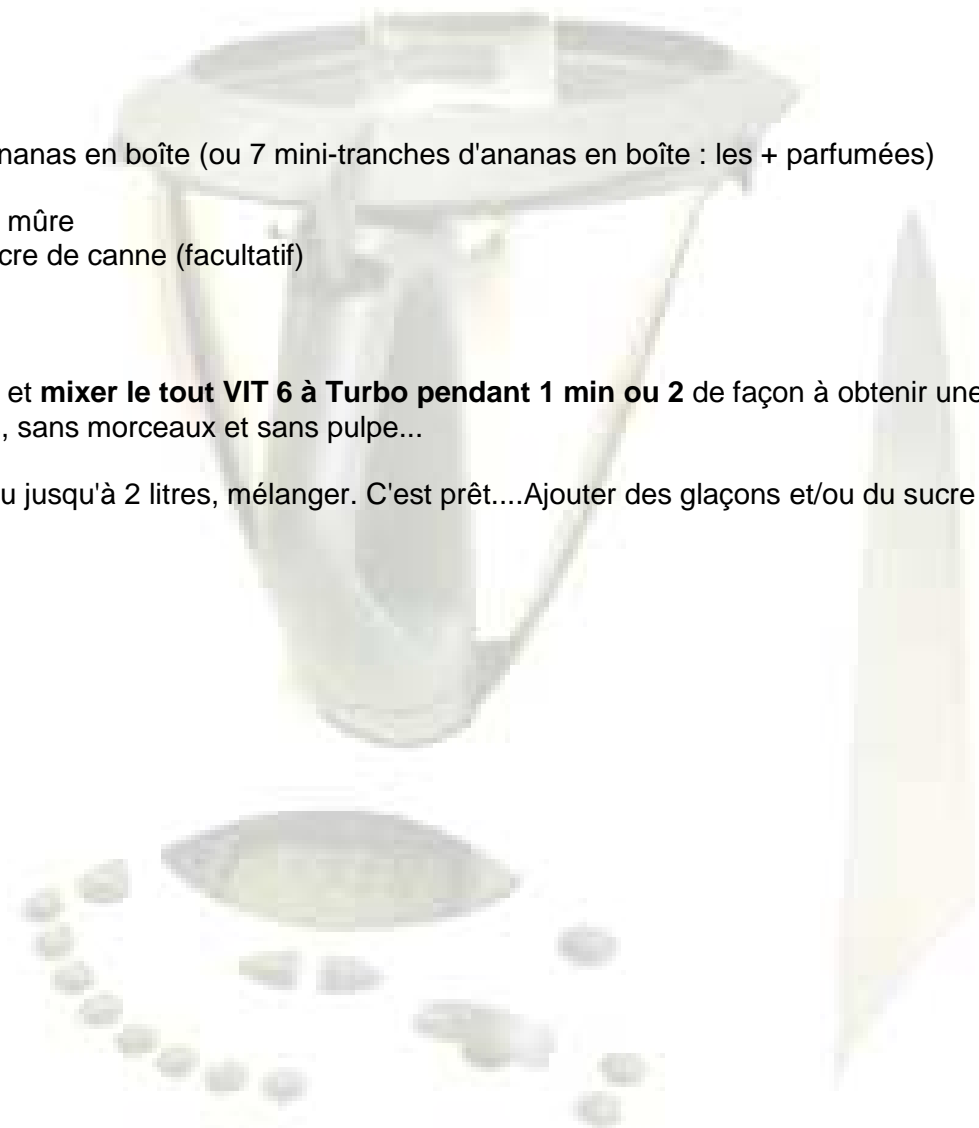 nanas en boîte (ou 7 mini-tranches d'ananas en boîte : les + parfumées)
mûre
cre de canne (facultatif)
et mixer le tout VIT 6 à Turbo pendant 1 min ou 2 de façon à obtenir une
, sans morceaux et sans pulpe...
u jusqu'à 2 litres, mélanger. C'est prêt....Ajouter des glaçons et/ou du sucre